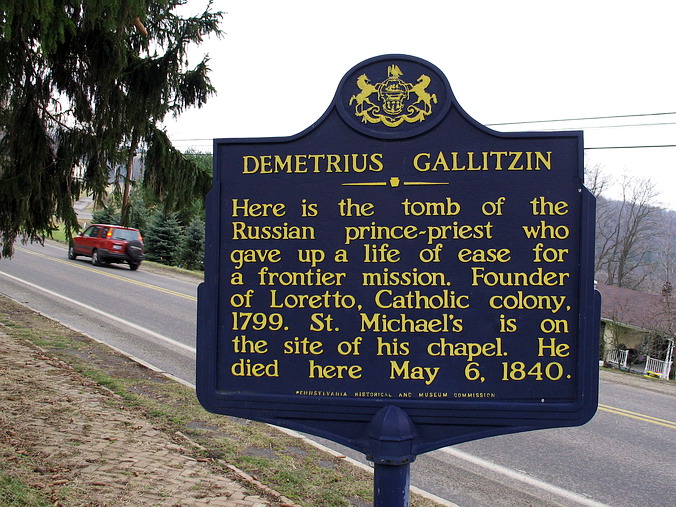 DEMETRIUS GALLITZIN
Here is the tomb of the
Russian prince-priest who
gave up a life of ease for
a frontier mission. Founder
of Loretto, Catholic colony,
1799. St. Michael's is on
the site of his chapel. He
died here May 6, 1840.
PENNSYLVANIA HISTORICAL AND MUSEUM COMMISSION